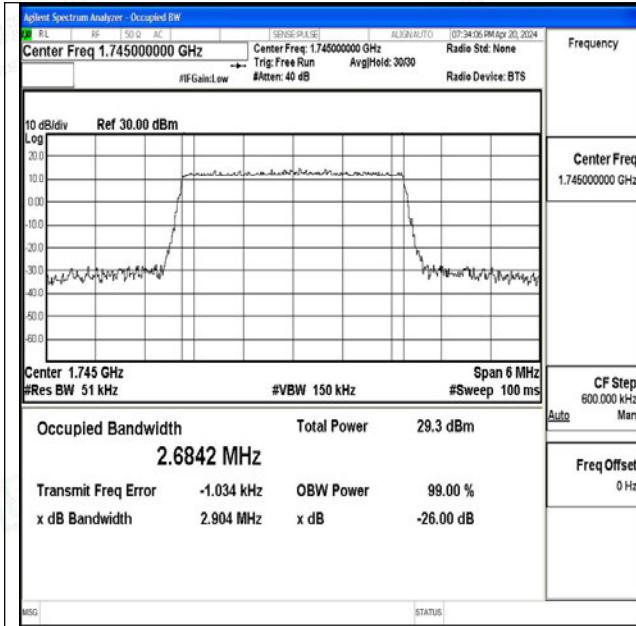 Agilent Spectrum Analyzer - Occupied BW
RL RF 50 Ω AC SENSE:PULSE ALIGNAUTO 07:34:06 PM Apr 20, 2024
Center Freq 1.745000000 GHz
Center Freq: 1.745000000 GHz
Radio Std: None
Trig: Free Run Avg|Hold: 30/30
#IFGain:Low
#Atten: 40 dB
Radio Device: BTS
10 dB/div Ref 30.00 dBm
Log
20.0
10.0
0.00
-10.0
-20.0
-30.0
-40.0
-50.0
-60.0
Center 1.745 GHz
Span 6 MHz
#Res BW 51 kHz
#VBW 150 kHz
#Sweep 100 ms
Occupied Bandwidth
Total Power 29.3 dBm
2.6842 MHz
Transmit Freq Error -1.034 kHz
OBW Power 99.00 %
x dB Bandwidth 2.904 MHz
x dB -26.00 dB
MSG
STATUS
Frequency
Center Freq
1.745000000 GHz
CF Step
600.000 kHz
Auto Man
Freq Offset
0 Hz